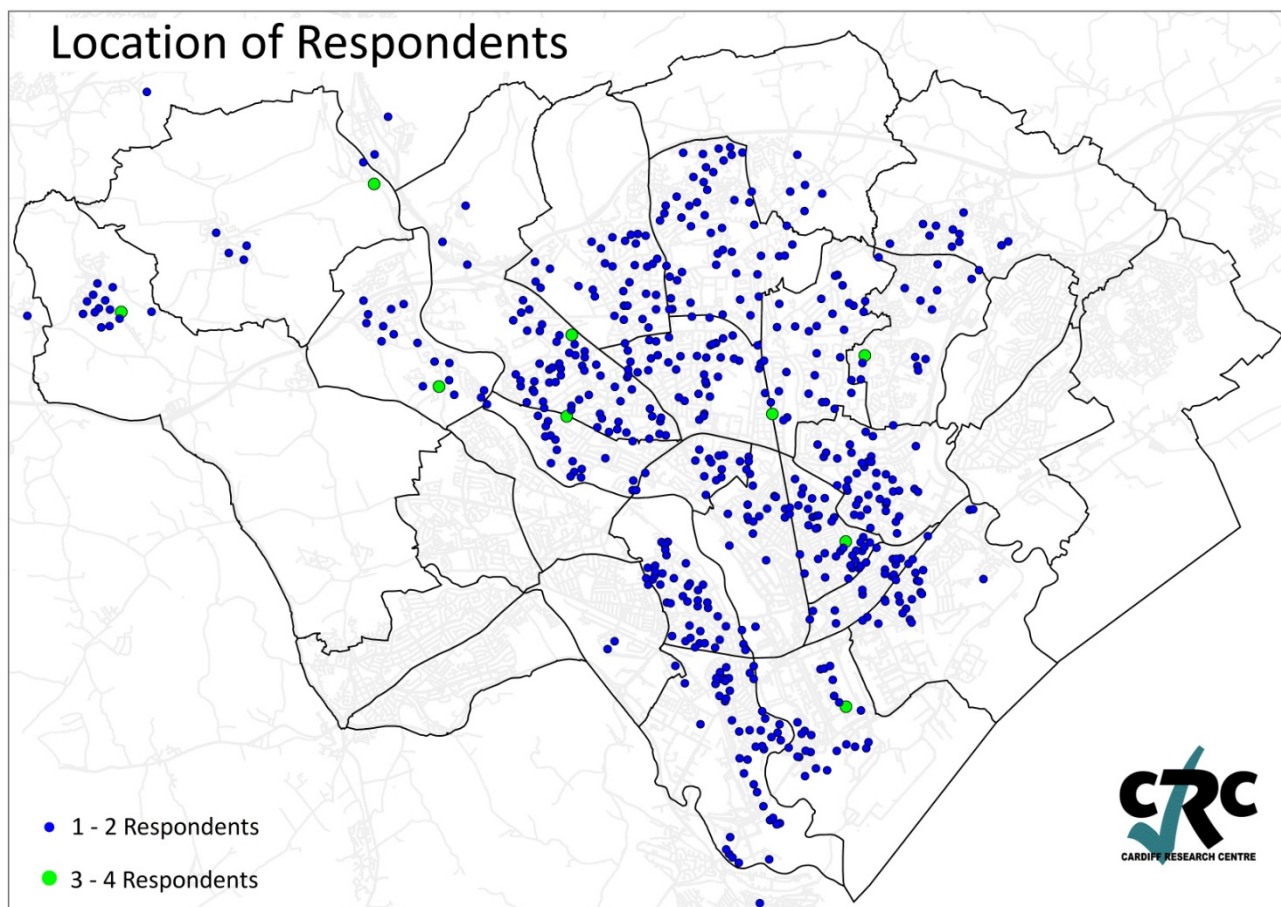 Location of Respondents
1 - 2 Respondents
3 - 4 Respondents
CRC
CARDIFF RESEARCH CENTRE